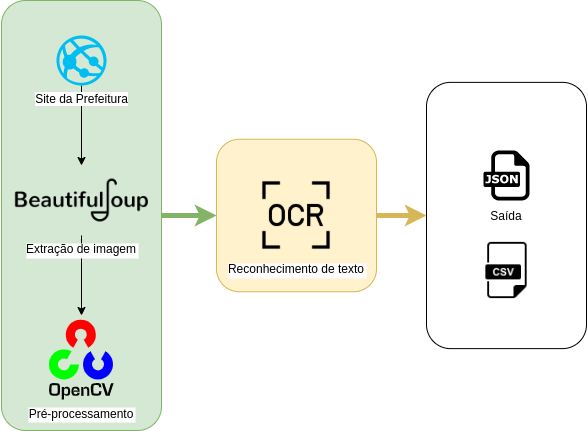 Site da Prefeitura
BeautifulSoup
Extração de imagem
OpenCV
Pré-processamento
OCR
Reconhecimento de texto
JSON
Saída
CSV